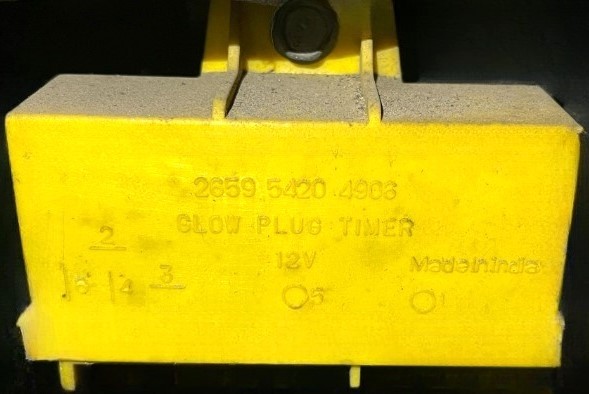 2659 5420 4906
GLOW PLUG TIMER
12V
Made in India
2
6 4 3
5 1